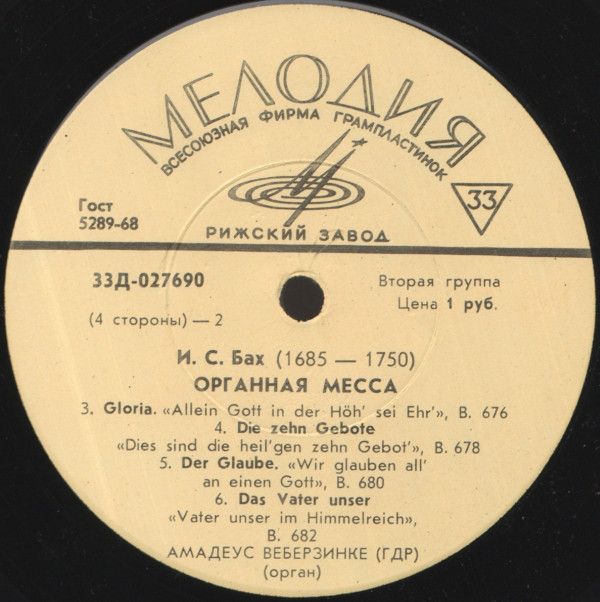 МЕЛОДИЯ
ВСЕСОЮЗНАЯ ФИРМА ГРАМПЛАСТИНОК
33
Гост
5289-68
РИЖСКИЙ ЗАВОД
33Д-027690
Вторая группа
Цена 1 руб.
(4 стороны) — 2
И. С. Бах (1685 — 1750)
ОРГАННАЯ МЕССА
3. Gloria. «Allein Gott in der Höh' sei Ehr'», B. 676
4. Die zehn Gebote
«Dies sind die heil'gen zehn Gebot'», B. 678
5. Der Glaube. «Wir glauben all'
an einen Gott», B. 680
6. Das Vater unser
«Vater unser im Himmelreich»,
B. 682
АМАДЕУС ВЕБЕРЗИНКЕ (ГДР)
(орган)